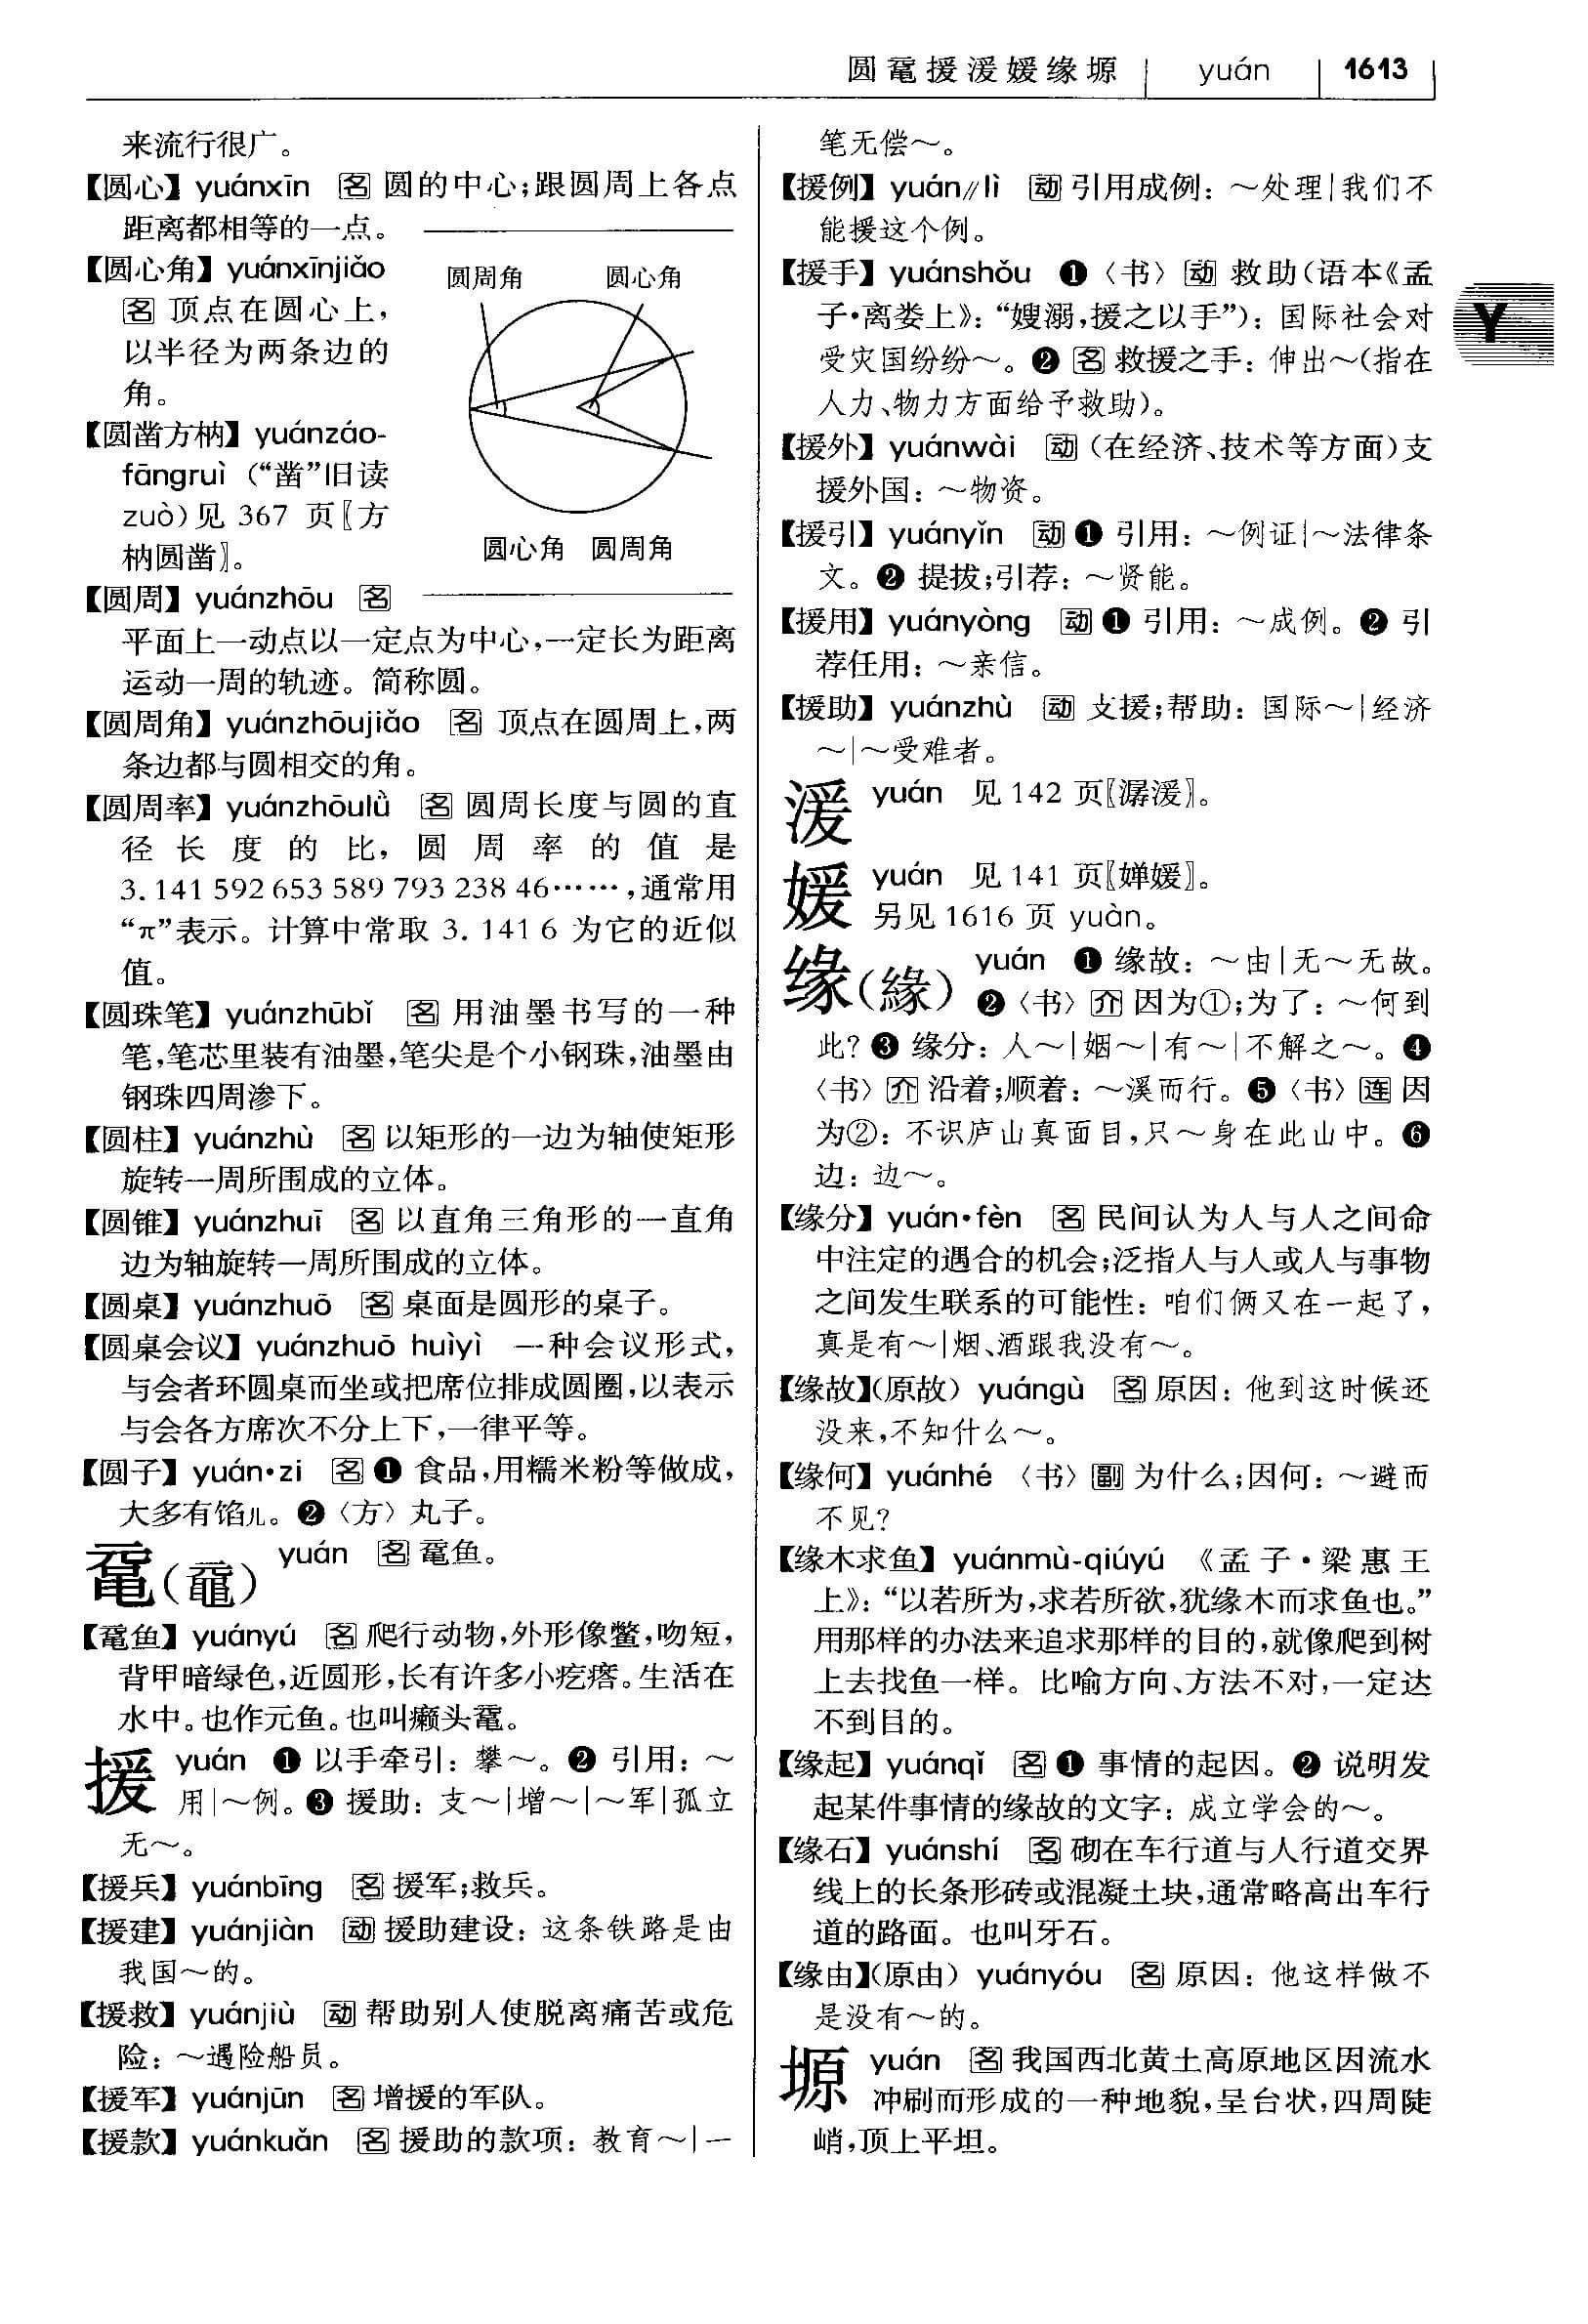 圆鼋援湲媛缘塬 yuán 1613
来流行很广。
【圆心】 yuánxīn 名 圆的中心;跟圆周上各点
距离都相等的一点。
【圆心角】 yuánxīnjiǎo
名 顶点在圆心上,
以半径为两条边的
角。
【圆凿方枘】 yuánzáo-
fāngruì (“凿”旧读
zuò)见 367 页〖方
枘圆凿〗。
【圆周】 yuánzhōu 名
圆周角 圆心角
圆心角 圆周角
平面上一动点以一定点为中心,一定长为距离
运动一周的轨迹。简称圆。
【圆周角】 yuánzhōujiǎo 名 顶点在圆周上,两
条边都与圆相交的角。
【圆周率】 yuánzhōulǜ 名 圆周长度与圆的直
径长度的比,圆周率的值是
3.141 592 653 589 793 238 46……,通常用
“π”表示。计算中常取 3.141 6 为它的近似
值。
【圆珠笔】 yuánzhūbǐ 名 用油墨书写的一种
笔,笔芯里装有油墨,笔尖是个小钢珠,油墨由
钢珠四周渗下。
【圆柱】 yuánzhù 名 以矩形的一边为轴使矩形
旋转一周所围成的立体。
【圆锥】 yuánzhuī 名 以直角三角形的一直角
边为轴旋转一周所围成的立体。
【圆桌】 yuánzhuō 名 桌面是圆形的桌子。
【圆桌会议】 yuánzhuō huìyì 一种会议形式,
与会者环圆桌而坐或把席位排成圆圈,以表示
与会各方席次不分上下,一律平等。
【圆子】 yuán•zi 名 ❶ 食品,用糯米粉等做成,
大多有馅儿。❷〈方〉丸子。
鼋(黿) yuán 名 鼋鱼。
【鼋鱼】 yuányú 名 爬行动物,外形像鳖,吻短,
背甲暗绿色,近圆形,长有许多小疙瘩。生活在
水中。也作元鱼。也叫癞头鼋。
援 yuán ❶ 以手牵引:攀～。❷ 引用:～
用|～例。❸ 援助:支～|增～|～军|孤立
无～。
【援兵】 yuánbīng 名 援军;救兵。
【援建】 yuánjiàn 动 援助建设:这条铁路是由
我国～的。
【援救】 yuánjiù 动 帮助别人使脱离痛苦或危
险:～遇险船员。
【援军】 yuánjūn 名 增援的军队。
【援款】 yuánkuǎn 名 援助的款项:教育～|一
笔无偿～。
【援例】 yuán∥lì 动 引用成例:～处理|我们不
能援这个例。
【援手】 yuánshǒu ❶〈书〉动 救助(语本《孟
子·离娄上》:“嫂溺,援之以手”):国际社会对
受灾国纷纷～。❷ 名 救援之手:伸出～(指在
人力、物力方面给予救助)。
【援外】 yuánwài 动 (在经济、技术等方面)支
援外国:～物资。
【援引】 yuányǐn 动 ❶ 引用:～例证|～法律条
文。❷ 提拔;引荐:～贤能。
【援用】 yuányòng 动 ❶ 引用:～成例。❷ 引
荐任用:～亲信。
【援助】 yuánzhù 动 支援;帮助:国际～|经济
～|～受难者。
湲 yuán 见 142 页〖潺湲〗。
媛 yuán 见 141 页〖婵媛〗。
另见 1616 页 yuàn。
缘(緣) yuán ❶ 缘故:～由|无～无故。
❷〈书〉介 因为①;为了:～何到
此?❸ 缘分:人～|姻～|有～|不解之～。❹
〈书〉介 沿着;顺着:～溪而行。❺〈书〉连 因
为②:不识庐山真面目,只～身在此山中。❻
边:边～。
【缘分】 yuán•fèn 名 民间认为人与人之间命
中注定的遇合的机会;泛指人与人或人与事物
之间发生联系的可能性:咱们俩又在一起了,
真是有～|烟、酒跟我没有～。
【缘故】(原故) yuángù 名 原因:他到这时候还
没来,不知什么～。
【缘何】 yuánhé 〈书〉副 为什么;因何:～避而
不见?
【缘木求鱼】 yuánmù-qiúyú 《孟子·梁惠王
上》:“以若所为,求若所欲,犹缘木而求鱼也。”
用那样的办法来追求那样的目的,就像爬到树
上去找鱼一样。比喻方向、方法不对,一定达
不到目的。
【缘起】 yuánqǐ 名 ❶ 事情的起因。❷ 说明发
起某件事情的缘故的文字:成立学会的～。
【缘石】 yuánshí 名 砌在车行道与人行道交界
线上的长条形砖或混凝土块,通常略高出车行
道的路面。也叫牙石。
【缘由】(原由) yuányóu 名 原因:他这样做不
是没有～的。
塬 yuán 名 我国西北黄土高原地区因流水
冲刷而形成的一种地貌,呈台状,四周陡
峭,顶上平坦。
Y